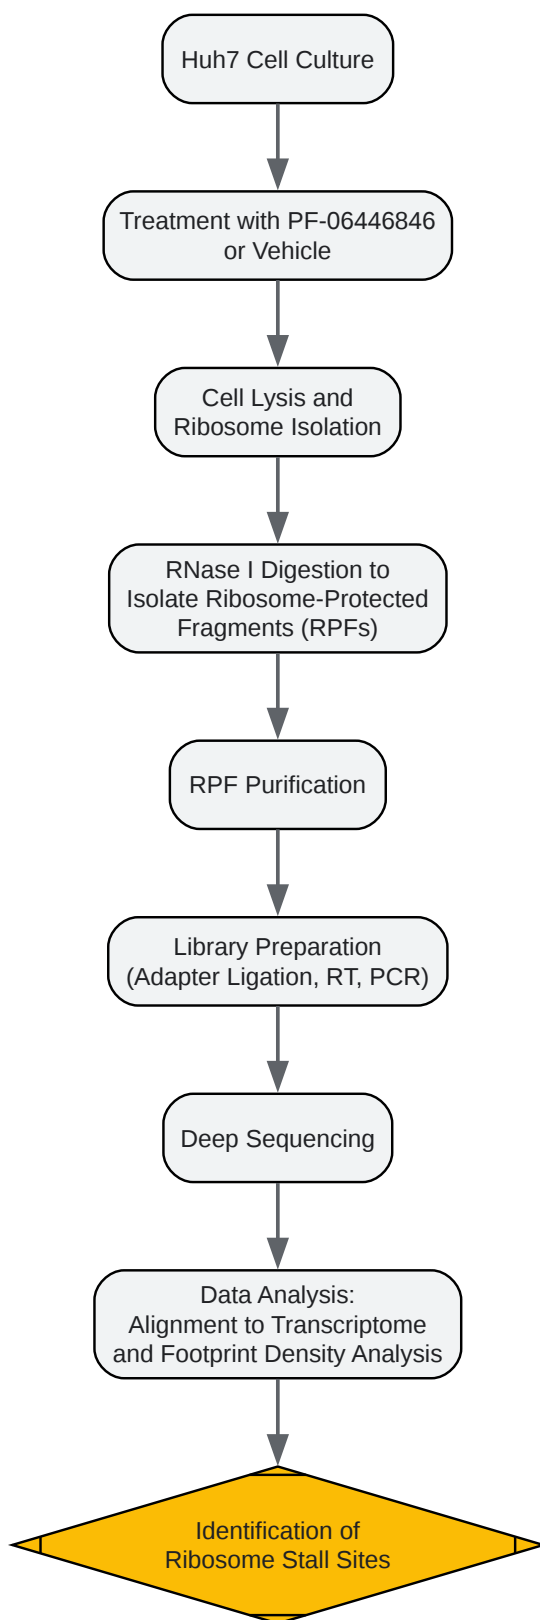 Huh7 Cell Culture
Treatment with PF-06446846
or Vehicle
Cell Lysis and
Ribosome Isolation
RNase I Digestion to
Isolate Ribosome-Protected
Fragments (RPFs)
RPF Purification
Library Preparation
(Adapter Ligation, RT, PCR)
Deep Sequencing
Data Analysis:
Alignment to Transcriptome
and Footprint Density Analysis
Identification of
Ribosome Stall Sites